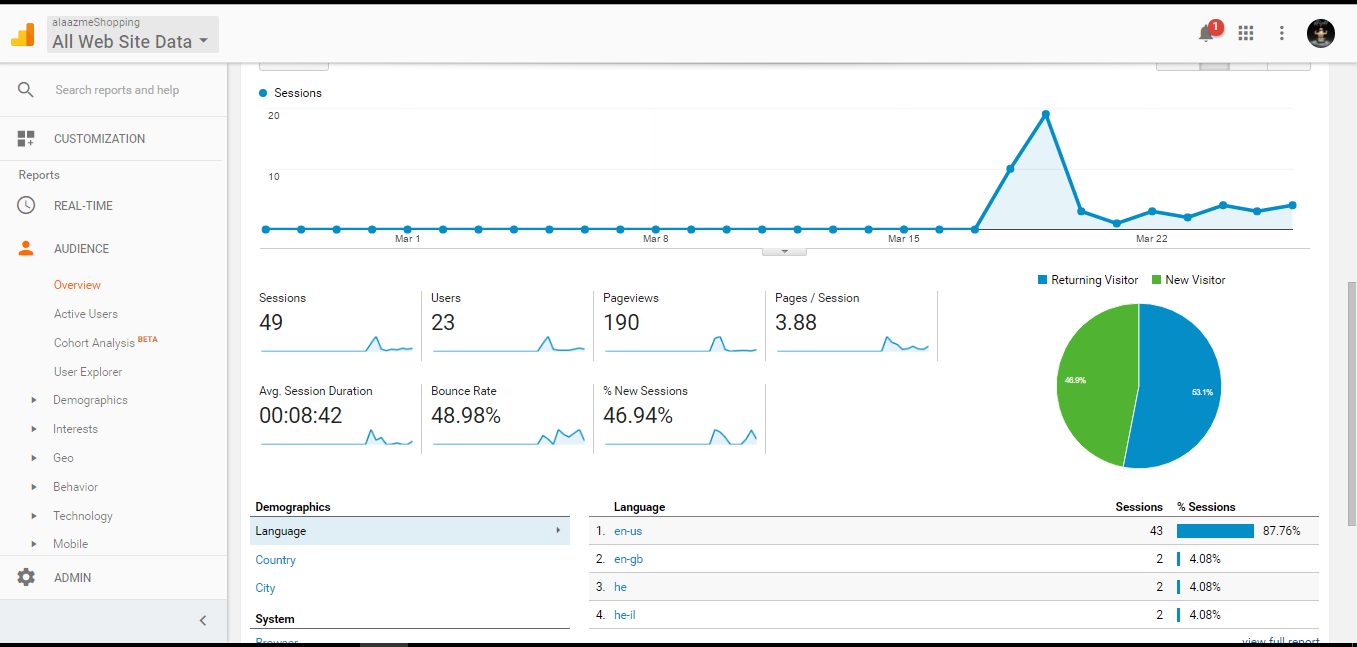 alaazmeShopping
All Web Site Data
1
Search reports and help
CUSTOMIZATION
Reports
REAL-TIME
AUDIENCE
Overview
Active Users
Cohort Analysis BETA
User Explorer
Demographics
Interests
Geo
Behavior
Technology
Mobile
ADMIN
Sessions
20
10
Mar 1 Mar 8 Mar 15 Mar 22
Returning Visitor New Visitor
Sessions Users Pageviews Pages / Session
49 23 190 3.88
46.9% 53.1%
Avg. Session Duration Bounce Rate % New Sessions
00:08:42 48.98% 46.94%
Demographics
Language
Country
City
System
Browser
Language Sessions % Sessions
1. en-us 43 87.76%
2. en-gb 2 4.08%
3. he 2 4.08%
4. he-il 2 4.08%
view full report